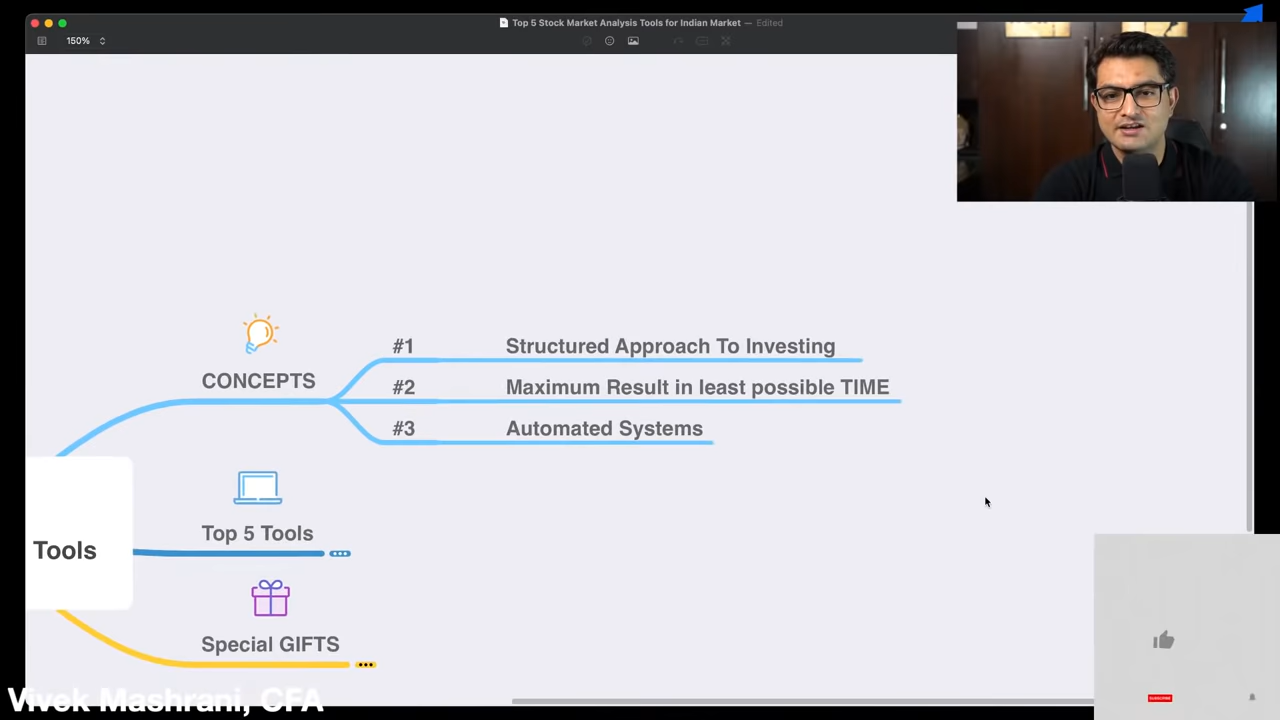 Top 5 Stock Market Analysis Tools for Indian Market — Edited
150%
CONCEPTS
#1 Structured Approach To Investing
#2 Maximum Result in least possible TIME
#3 Automated Systems
Tools
Top 5 Tools
Special GIFTS
Vivek Mashrani, CFA
SUBSCRIBE